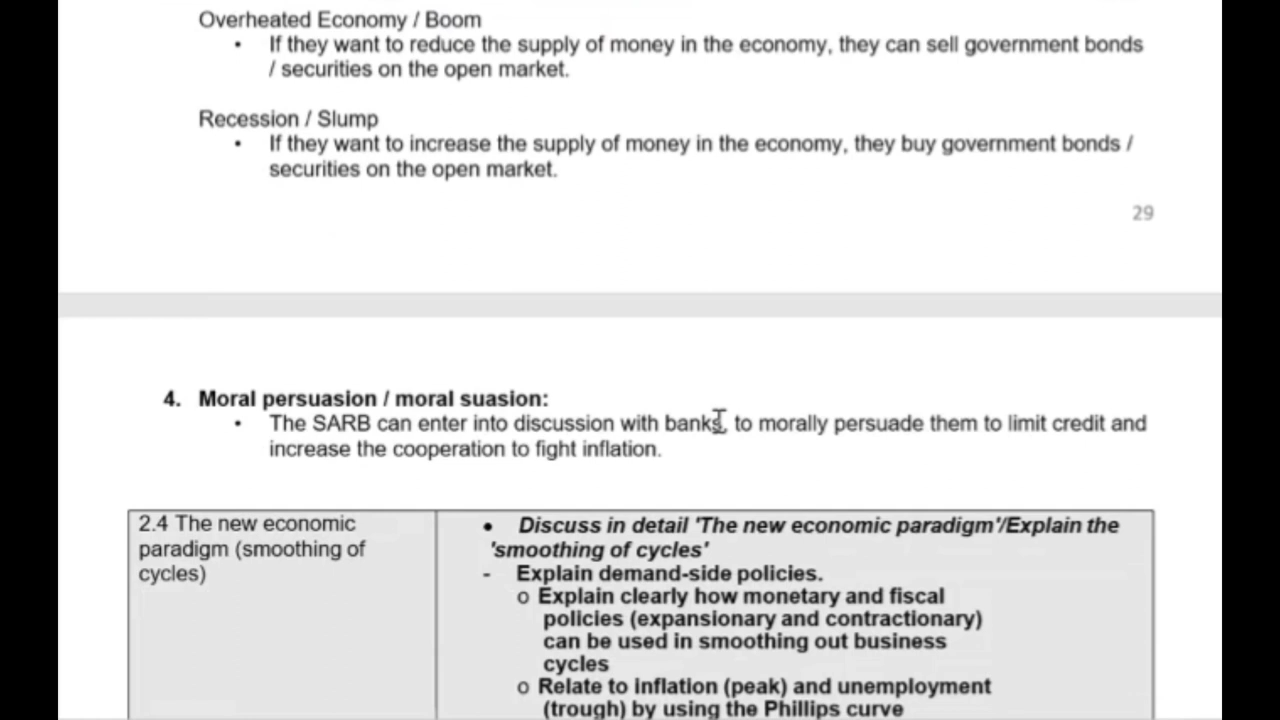 Overheated Economy / Boom
• If they want to reduce the supply of money in the economy, they can sell government bonds
/ securities on the open market.
Recession / Slump
• If they want to increase the supply of money in the economy, they buy government bonds /
securities on the open market.
29
4. Moral persuasion / moral suasion:
• The SARB can enter into discussion with banks, to morally persuade them to limit credit and
increase the cooperation to fight inflation.
2.4 The new economic
paradigm (smoothing of
cycles)
• Discuss in detail 'The new economic paradigm'/Explain the
'smoothing of cycles'
- Explain demand-side policies.
o Explain clearly how monetary and fiscal
policies (expansionary and contractionary)
can be used in smoothing out business
cycles
o Relate to inflation (peak) and unemployment
(trough) by using the Phillips curve